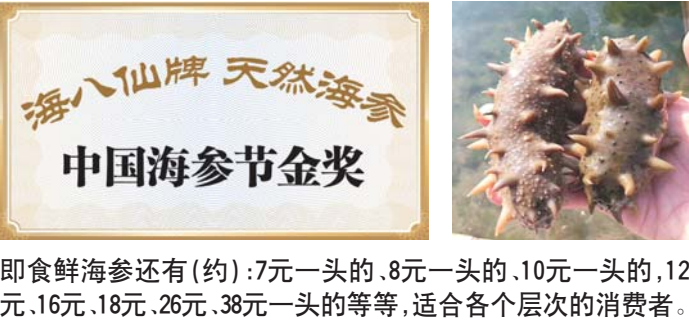 海八仙牌 天然海参
中国海参节金奖
即食鲜海参还有(约):7元一头的、8元一头的、10元一头的,12
元、16元、18元、26元、38元一头的等等,适合各个层次的消费者。